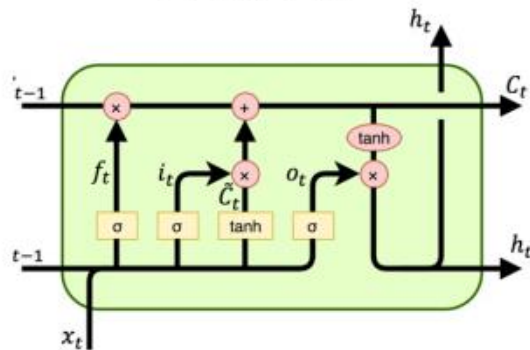 h_t
t-1 × + C_t
tanh
f_t i_t × C̃_t o_t ×
σ σ tanh σ
t-1 h_t
x_t